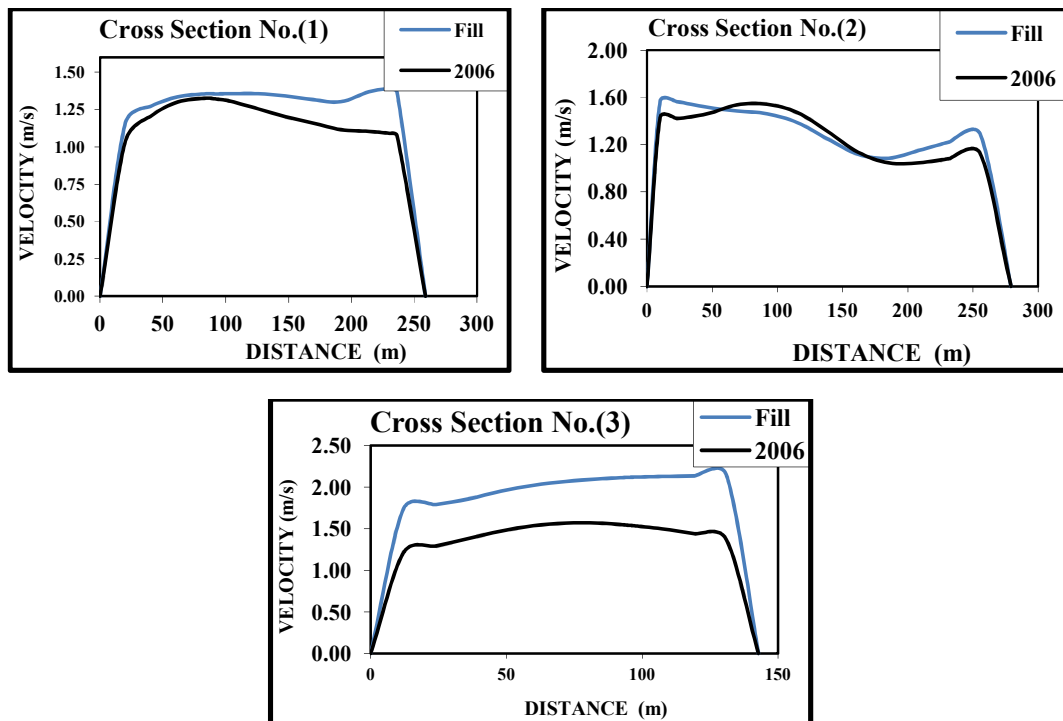 Cross Section No.(1)
Fill
2006
1.50
1.25
1.00
0.75
0.50
0.25
0.00
VELOCITY (m/s)
0 50 100 150 200 250 300
DISTANCE (m)
Cross Section No.(2)
Fill
2006
2.00
1.60
1.20
0.80
0.40
0.00
VELOCITY (m/s)
0 50 100 150 200 250 300
DISTANCE (m)
Cross Section No.(3)
Fill
2006
2.50
2.00
1.50
1.00
0.50
0.00
VELOCITY (m/s)
0 50 100 150
DISTANCE (m)